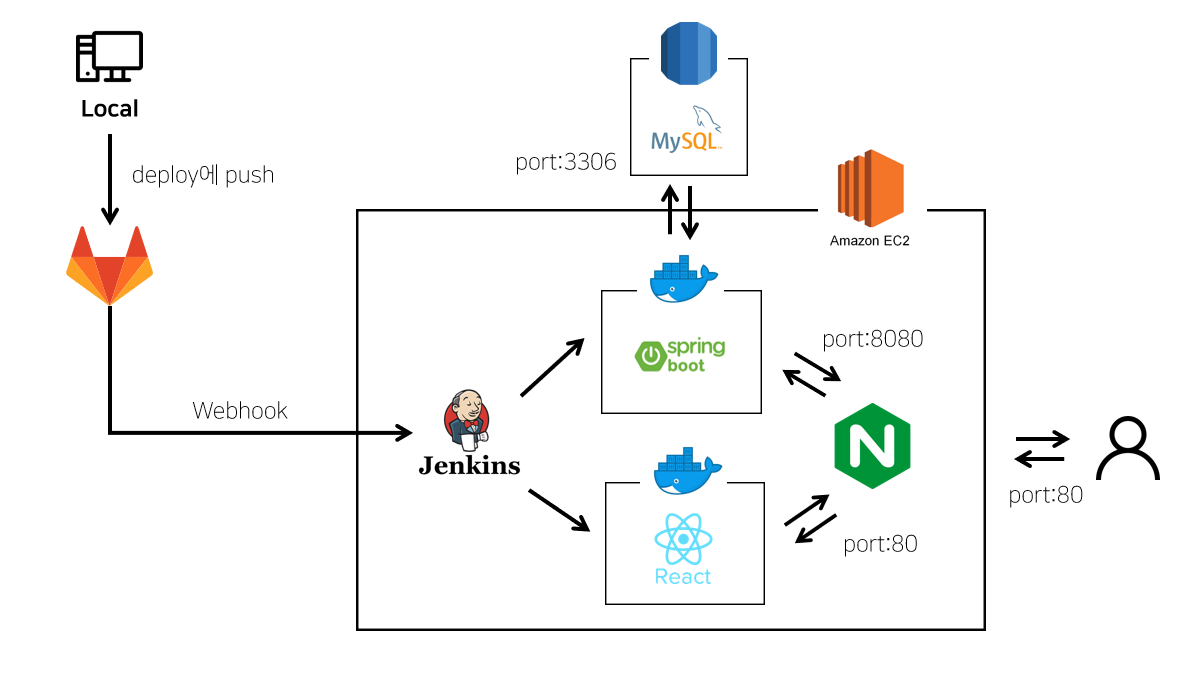 Local
deploy에 push
MySQL
port:3306
Amazon EC2
spring
boot
port:8080
Webhook
Jenkins
N
port:80
React
port:80